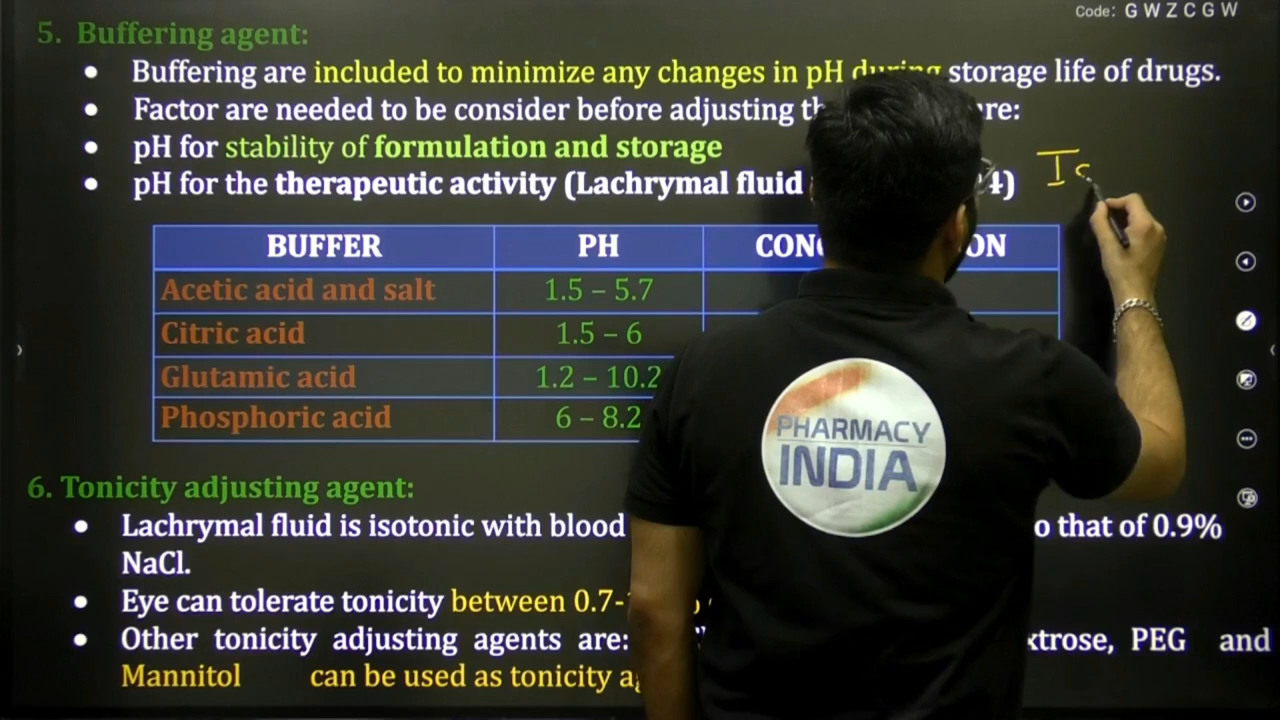 Code: G W Z C G W
5. Buffering agent:
• Buffering are included to minimize any changes in pH during storage life of drugs.
• Factor are needed to be consider before adjusting are:
• pH for stability of formulation and storage
• pH for the therapeutic activity (Lachrymal fluid 4)
BUFFER PH
Acetic acid and salt 1.5 – 5.7
Citric acid 1.5 – 6
Glutamic acid 1.2 – 10.2
Phosphoric acid 6 – 8.2
PHARMACY
INDIA
6. Tonicity adjusting agent:
• Lachrymal fluid is isotonic with blood that of 0.9%
NaCl.
• Eye can tolerate tonicity between 0.7-
• Other tonicity adjusting agents are: PEG and
Mannitol can be used as tonicity